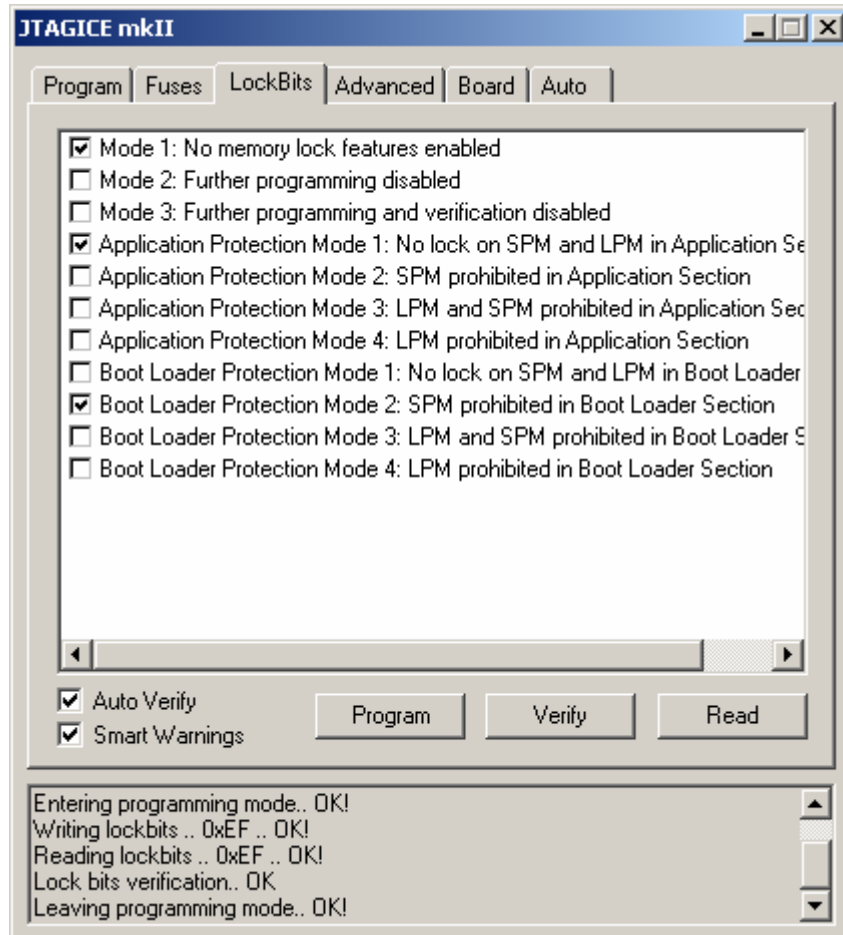 JTAGICE mkII
Program Fuses LockBits Advanced Board Auto
Mode 1: No memory lock features enabled
Mode 2: Further programming disabled
Mode 3: Further programming and verification disabled
Application Protection Mode 1: No lock on SPM and LPM in Application Se
Application Protection Mode 2: SPM prohibited in Application Section
Application Protection Mode 3: LPM and SPM prohibited in Application Sec
Application Protection Mode 4: LPM prohibited in Application Section
Boot Loader Protection Mode 1: No lock on SPM and LPM in Boot Loader
Boot Loader Protection Mode 2: SPM prohibited in Boot Loader Section
Boot Loader Protection Mode 3: LPM and SPM prohibited in Boot Loader S
Boot Loader Protection Mode 4: LPM prohibited in Boot Loader Section
Auto Verify
Smart Warnings
Program Verify Read
Entering programming mode.. OK!
Writing lockbits .. 0xEF .. OK!
Reading lockbits .. 0xEF .. OK!
Lock bits verification.. OK
Leaving programming mode.. OK!